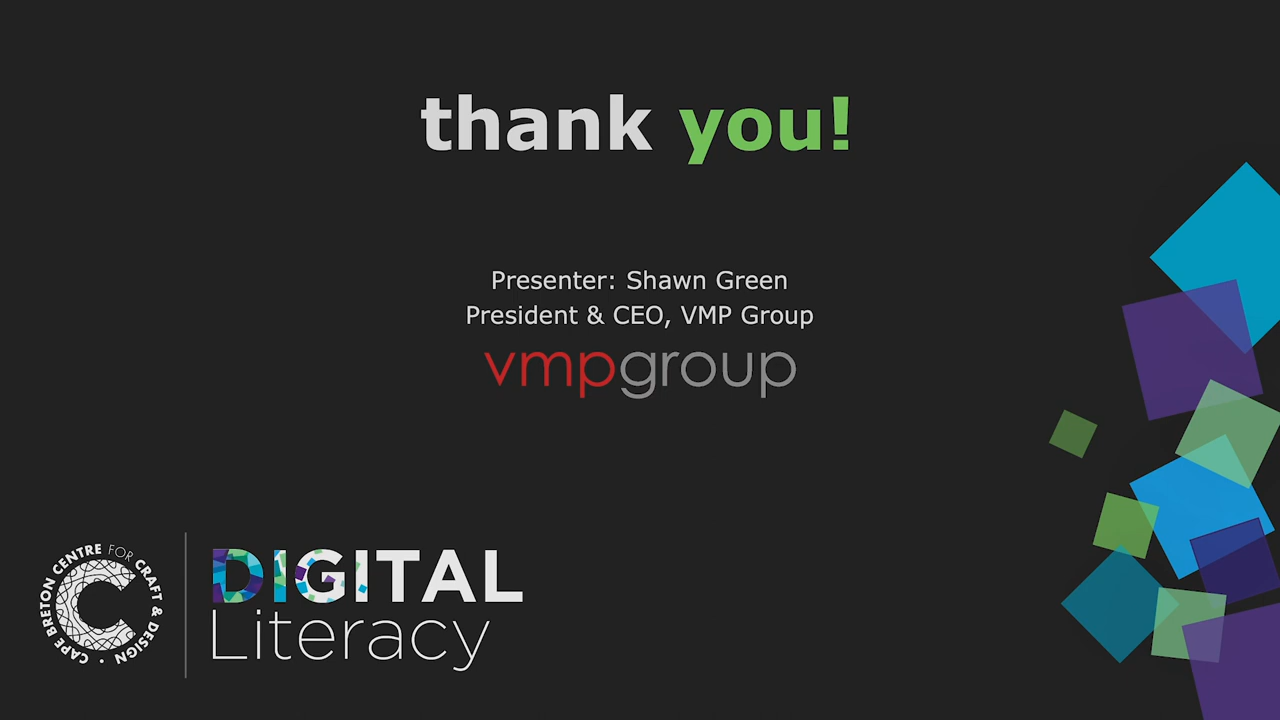 thank you!
Presenter: Shawn Green
President & CEO, VMP Group
vmpgroup
CAPE BRETON CENTRE FOR CRAFT & DESIGN •
C
DIGITAL
Literacy